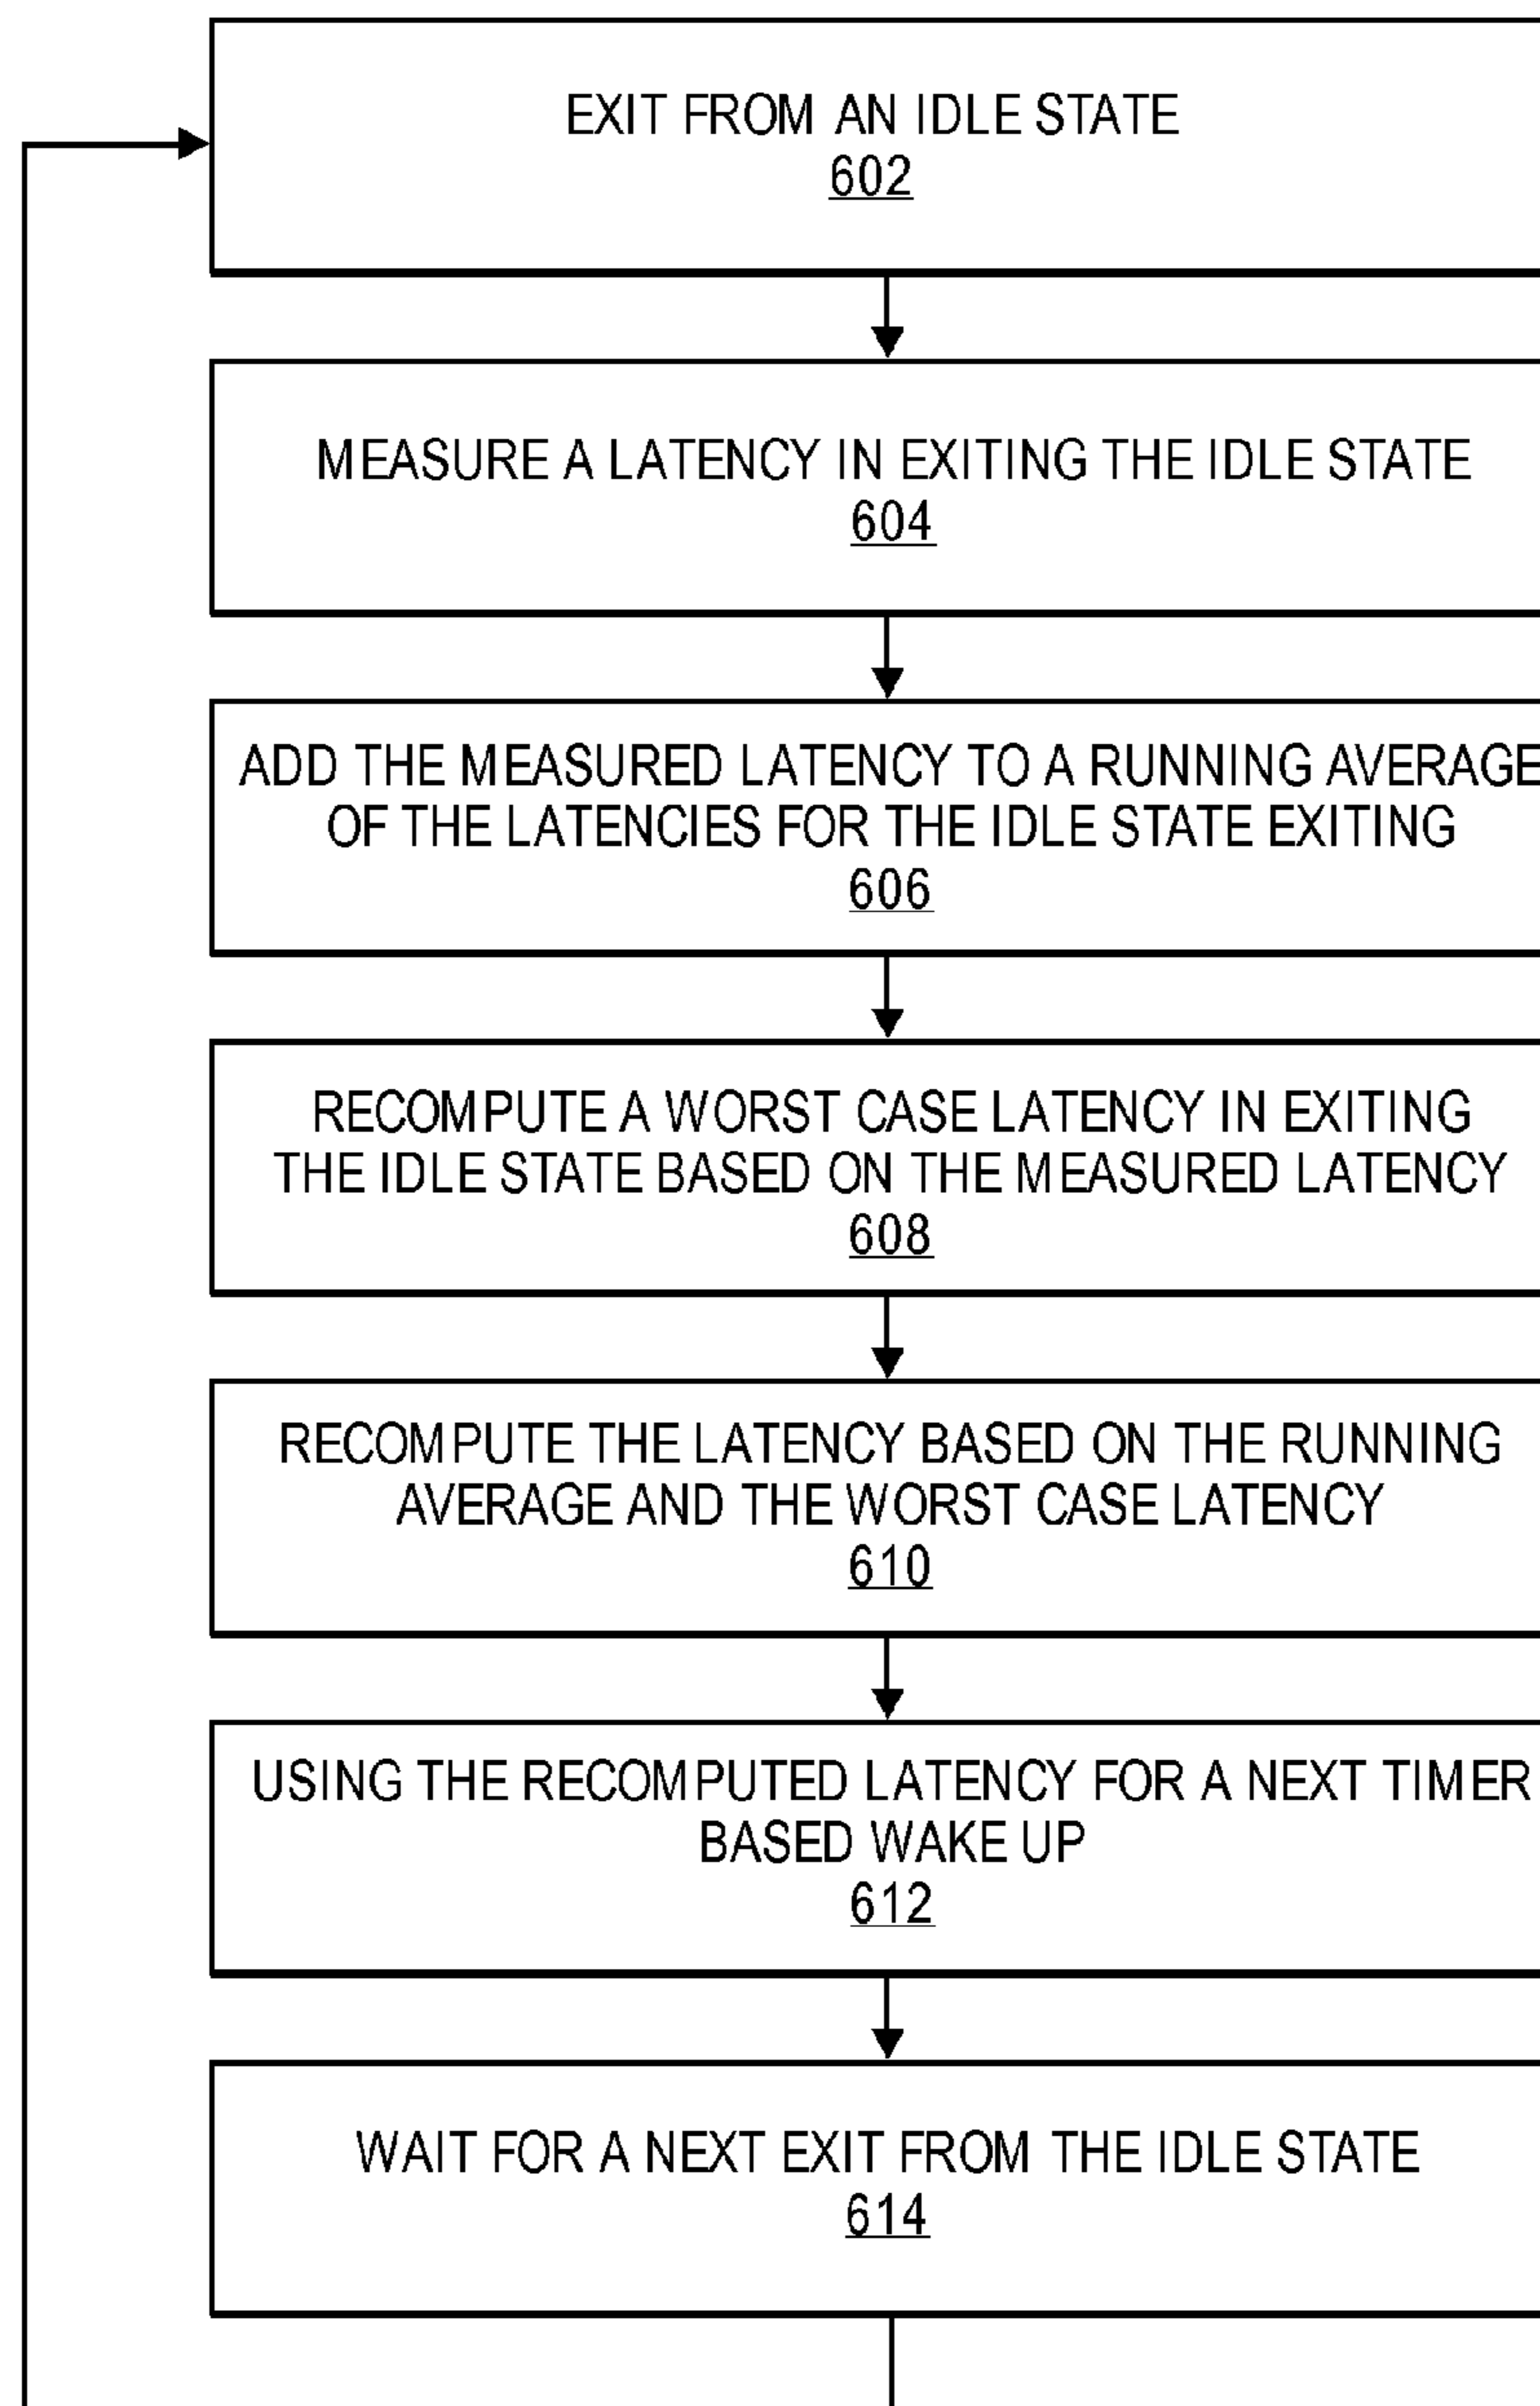 EXIT FROM AN IDLE STATE
602
MEASURE A LATENCY IN EXITING THE IDLE STATE
604
ADD THE MEASURED LATENCY TO A RUNNING AVERAGE
OF THE LATENCIES FOR THE IDLE STATE EXITING
606
RECOMPUTE A WORST CASE LATENCY IN EXITING
THE IDLE STATE BASED ON THE MEASURED LATENCY
608
RECOMPUTE THE LATENCY BASED ON THE RUNNING
AVERAGE AND THE WORST CASE LATENCY
610
USING THE RECOMPUTED LATENCY FOR A NEXT TIMER
BASED WAKE UP
612
WAIT FOR A NEXT EXIT FROM THE IDLE STATE
614